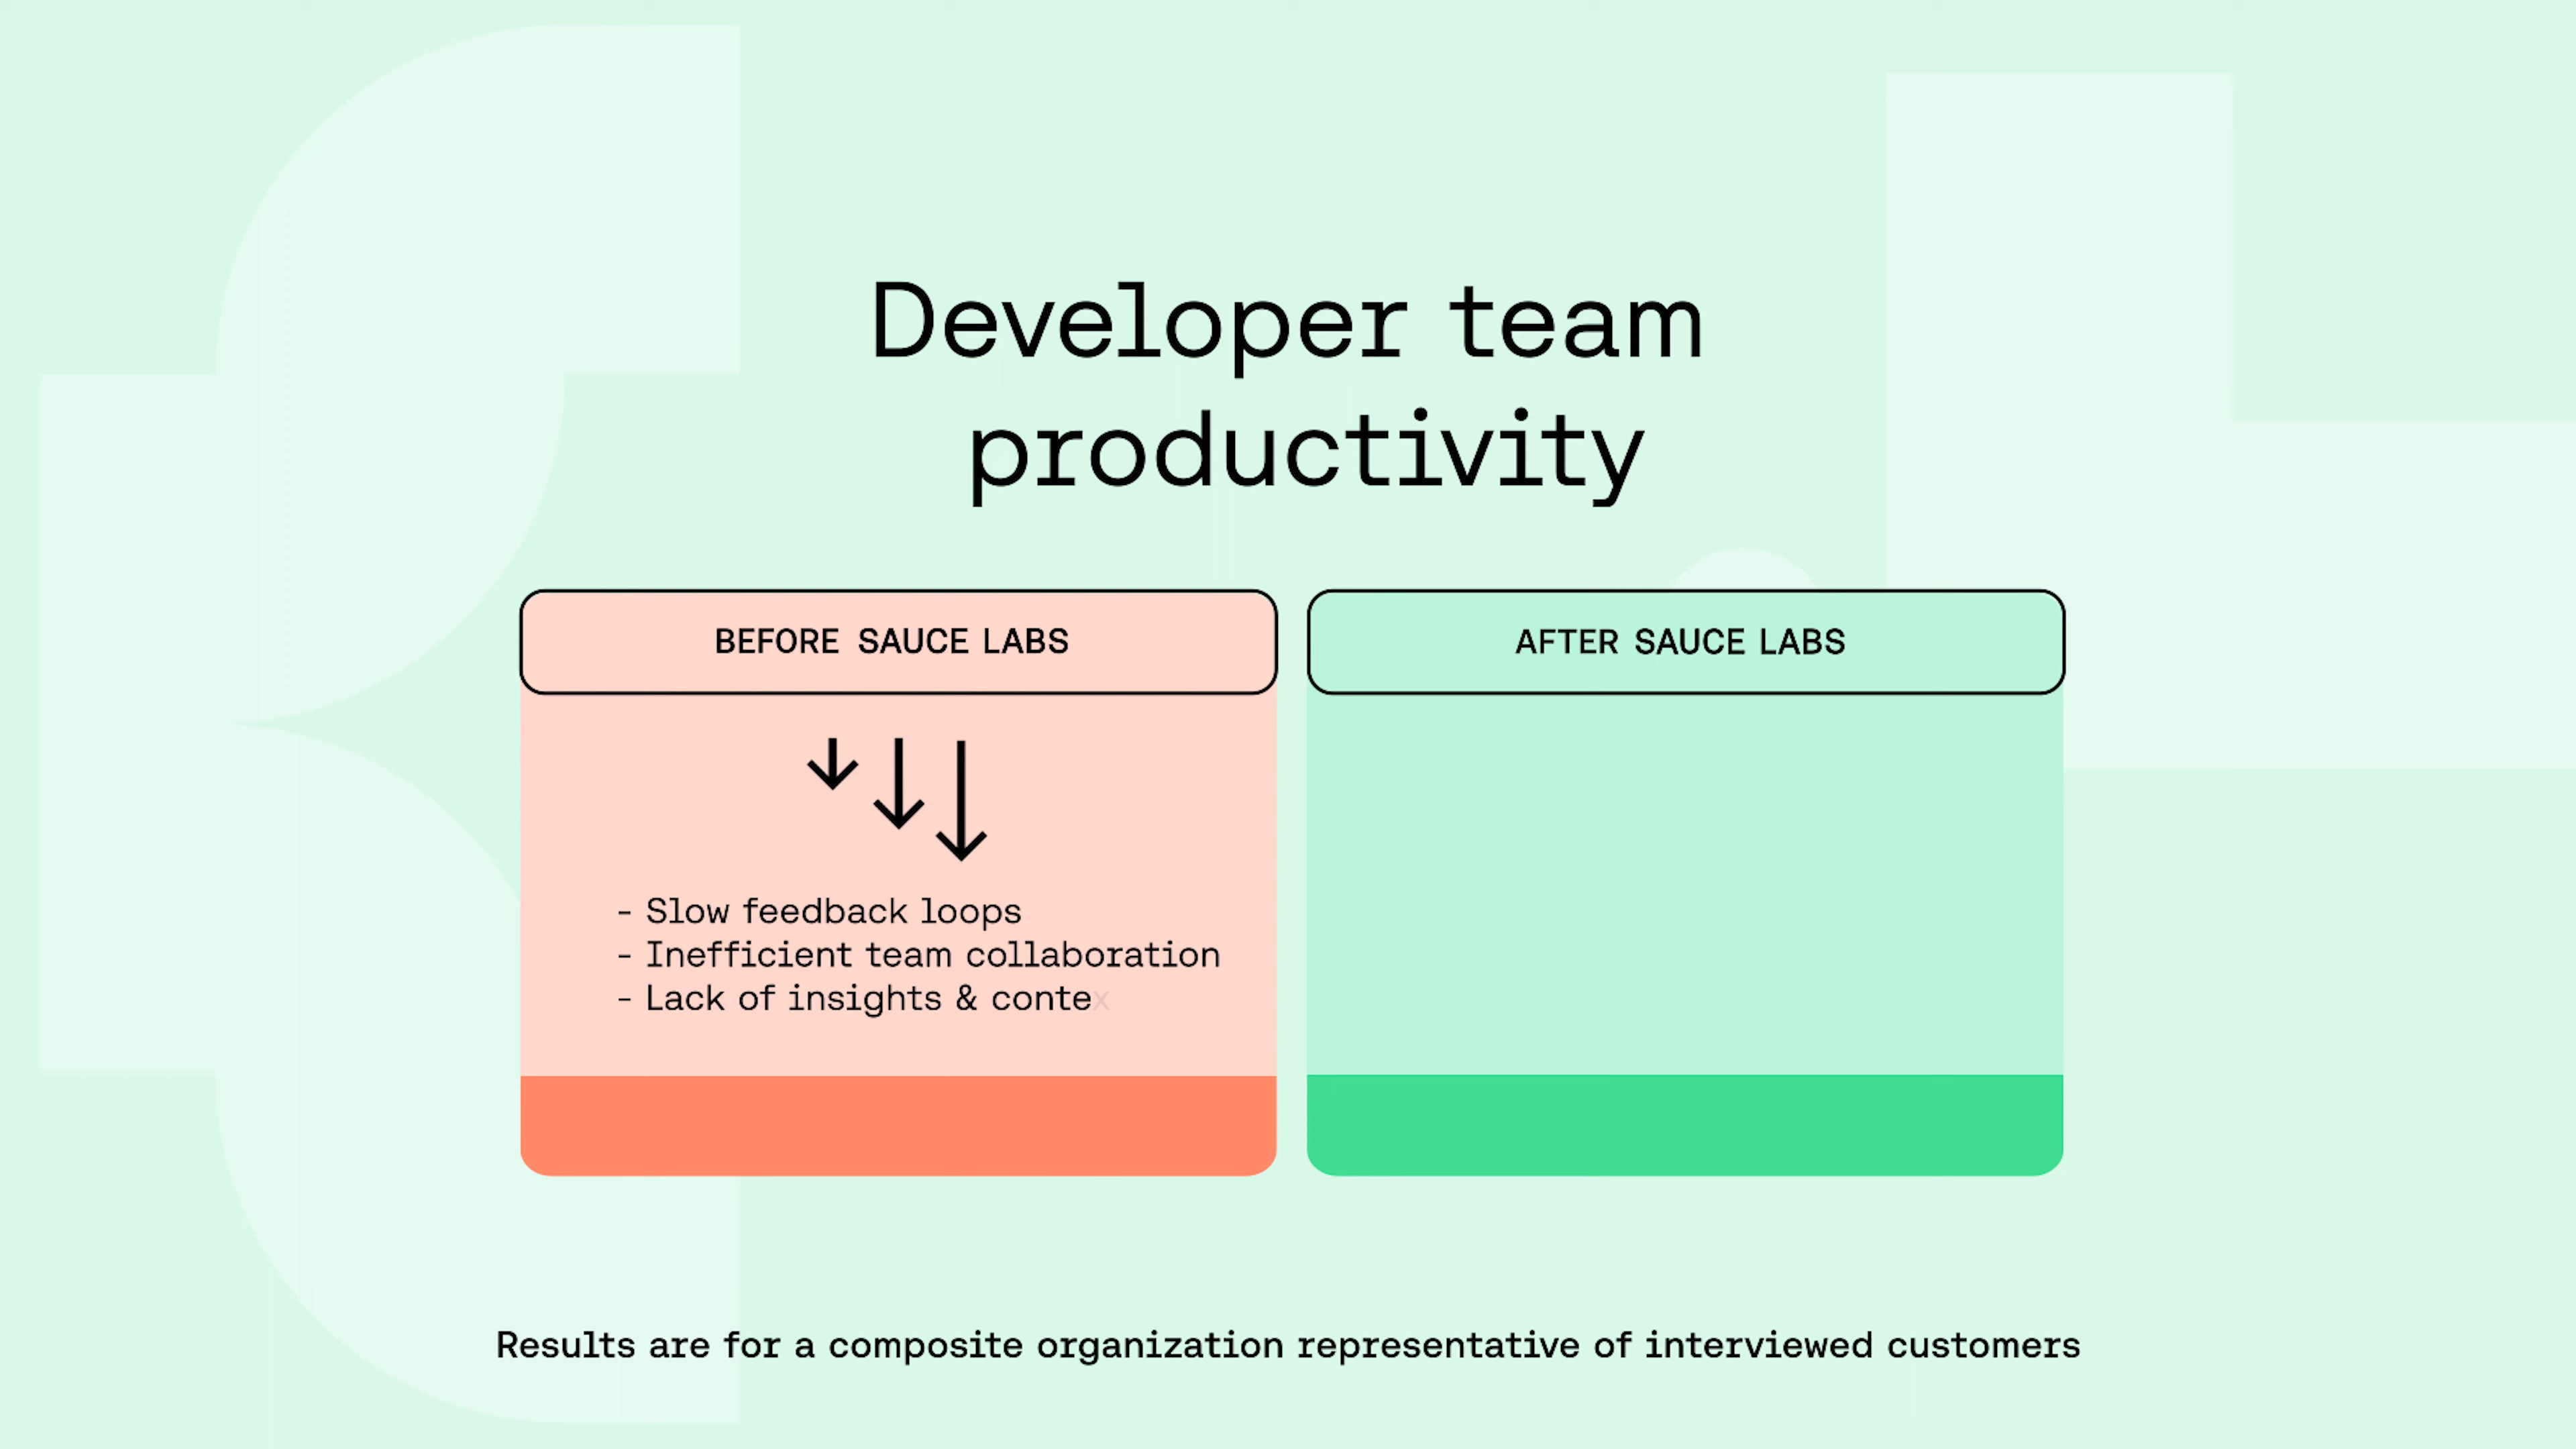 Developer team
productivity
BEFORE SAUCE LABS
AFTER SAUCE LABS
- Slow feedback loops
- Inefficient team collaboration
- Lack of insights & contex
Results are for a composite organization representative of interviewed customers